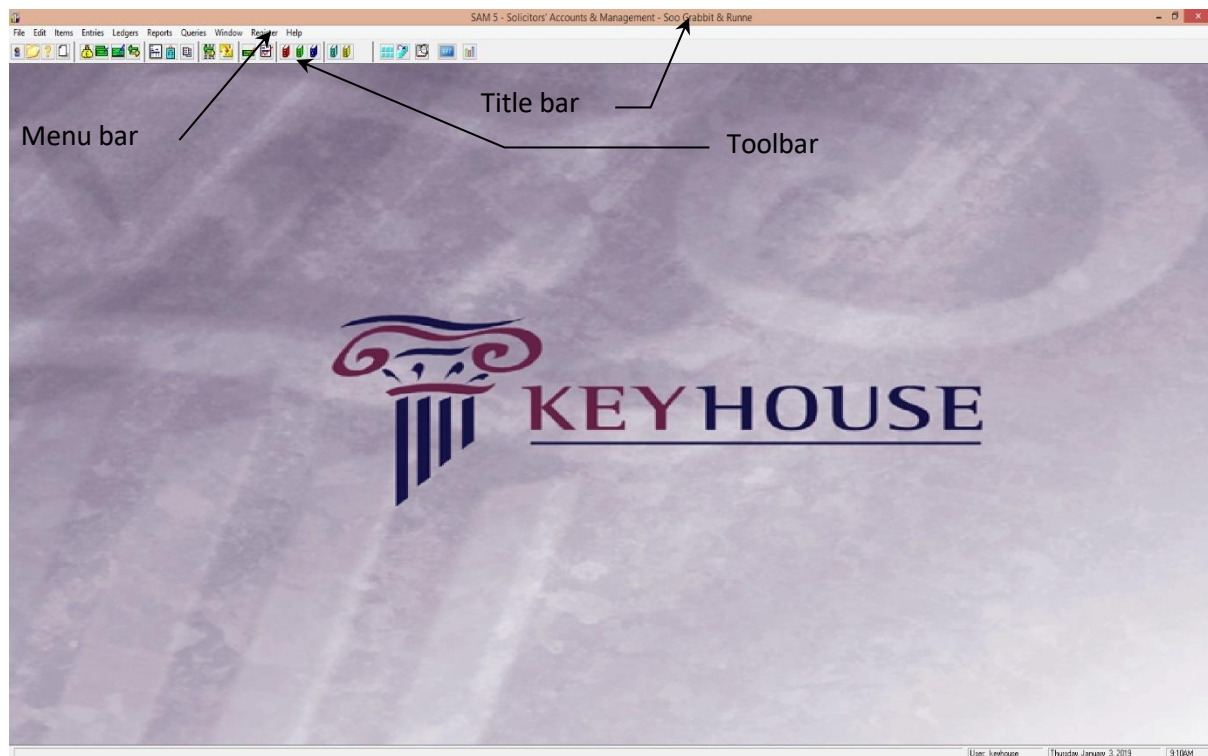 SAM 5 - Solicitors' Accounts & Management - Soo Grabbit & Runne
File Edit Items Entries Ledgers Reports Queries Window Register Help
Title bar
Menu bar
Toolbar
KEYHOUSE
User: keyhouse Thursday January 3, 2019 9:10AM